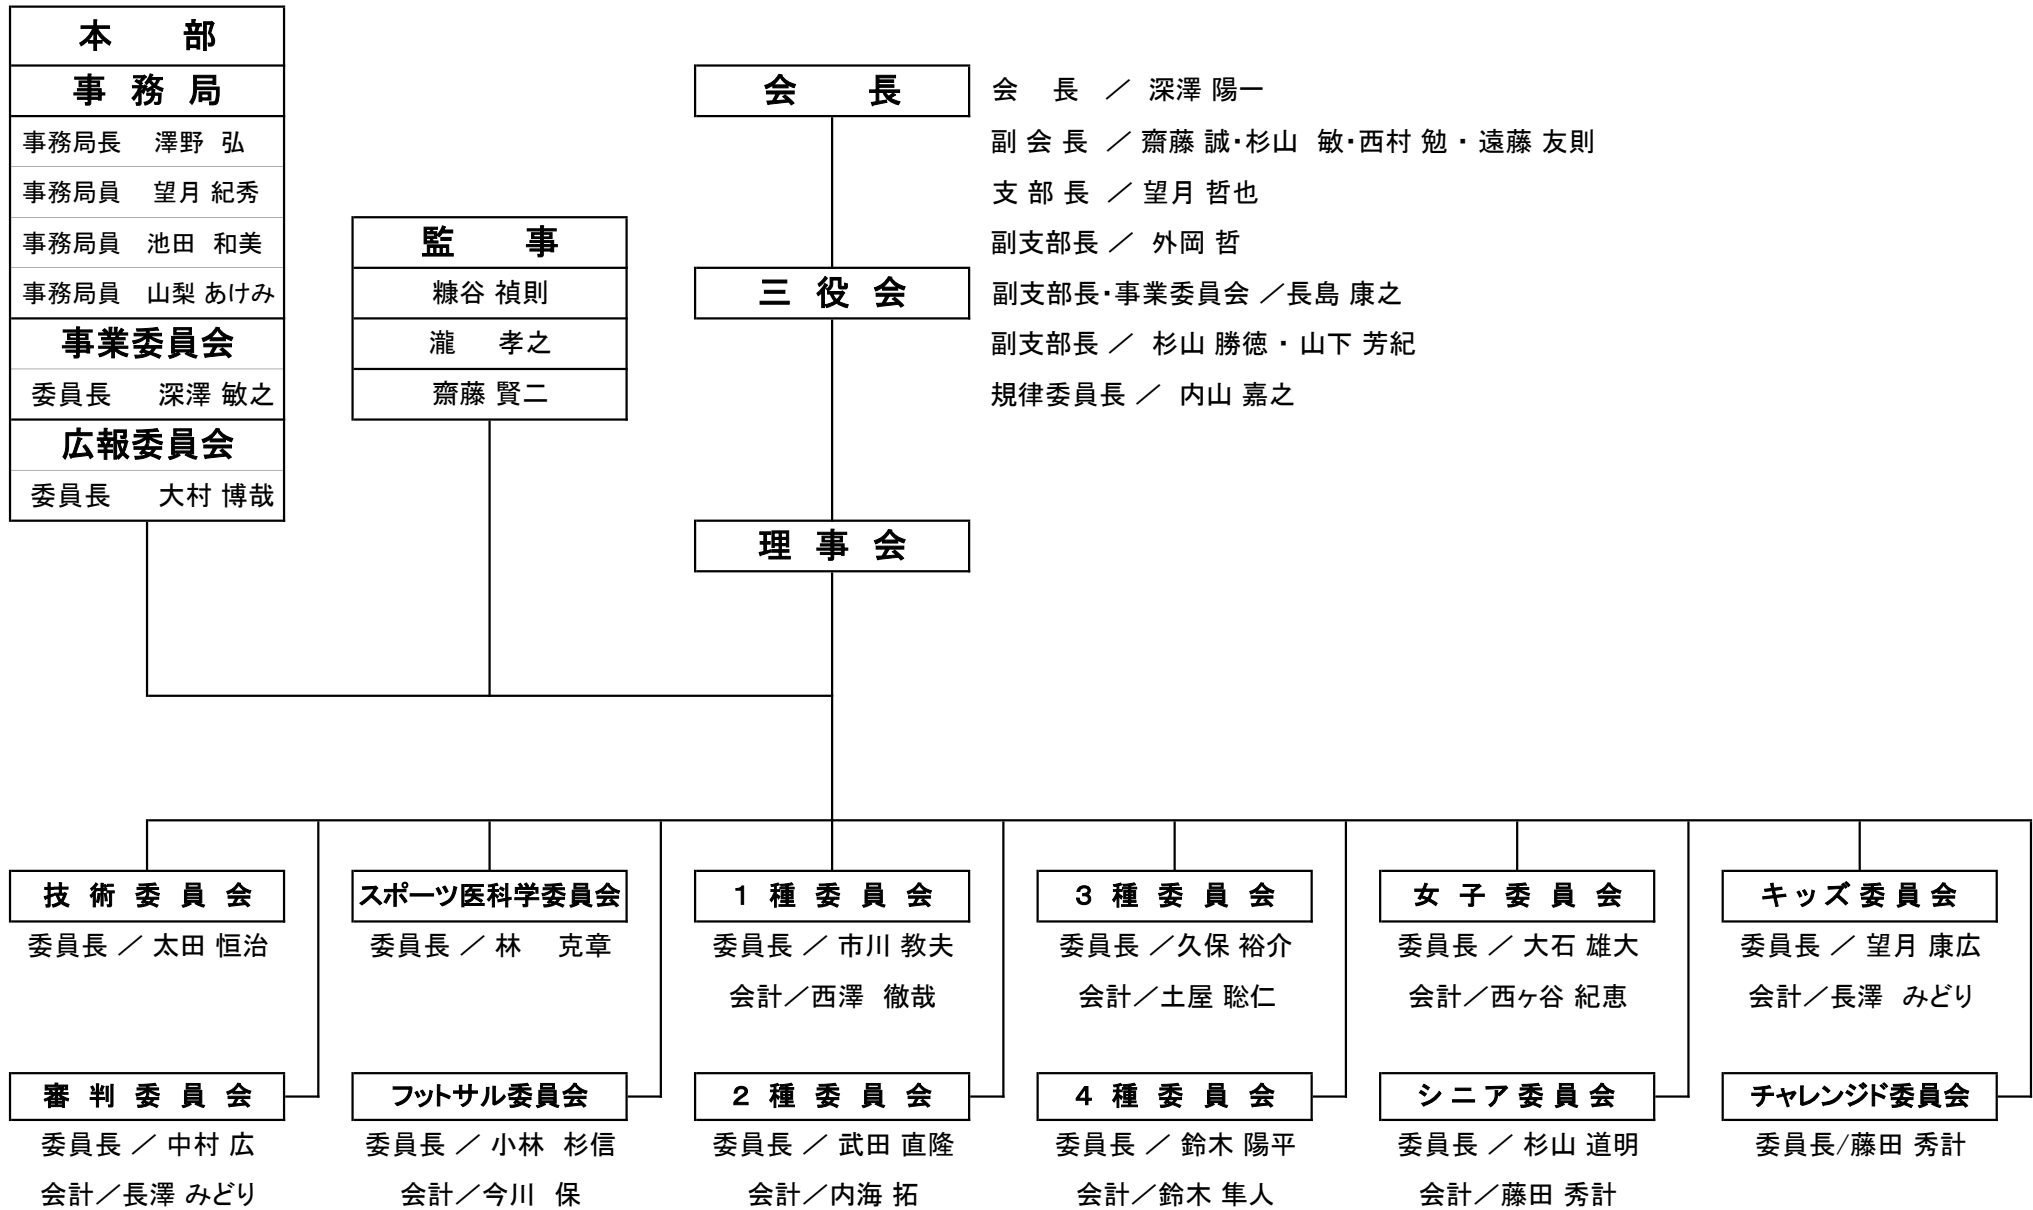 本　部
事 務 局
事務局長　澤野 弘
事務局員　望月 紀秀
事務局員　池田 和美
事務局員　山梨 あけみ
事業委員会
委員長　深澤 敏之
広報委員会
委員長　大村 博哉
監　事
糠谷 禎則
瀧　孝之
齋藤 賢二
会　長
三 役 会
理 事 会
会　長 ／ 深澤 陽一
副 会 長 ／ 齋藤 誠・杉山 敏・西村 勉 ・ 遠藤 友則
支 部 長 ／ 望月 哲也
副支部長 ／ 外岡 哲
副支部長・事業委員会 ／長島 康之
副支部長 ／ 杉山 勝徳 ・ 山下 芳紀
規律委員長 ／ 内山 嘉之
技 術 委 員 会
委員長 ／ 太田 恒治
スポーツ医科学委員会
委員長 ／ 林　克章
１ 種 委 員 会
委員長 ／ 市川 教夫
会計／西澤 徹哉
３ 種 委 員 会
委員長 ／久保 裕介
会計／土屋 聡仁
女 子 委 員 会
委員長 ／ 大石 雄大
会計／西ヶ谷 紀恵
キッズ 委 員 会
委員長 ／ 望月 康広
会計／長澤 みどり
審 判 委 員 会
委員長 ／ 中村 広
会計／長澤 みどり
フットサル委員会
委員長 ／ 小林 杉信
会計／今川 保
２ 種 委 員 会
委員長 ／ 武田 直隆
会計／内海 拓
４ 種 委 員 会
委員長 ／ 鈴木 陽平
会計／鈴木 隼人
シニア 委 員 会
委員長 ／ 杉山 道明
会計／藤田 秀計
チャレンジド委員会
委員長/藤田 秀計